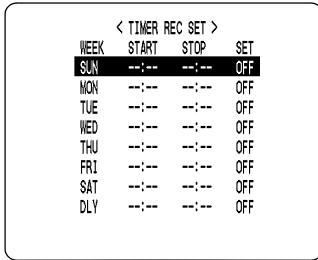 < TIMER REC SET >
WEEK START STOP SET
SUN --:-- --:-- OFF
MON --:-- --:-- OFF
TUE --:-- --:-- OFF
WED --:-- --:-- OFF
THU --:-- --:-- OFF
FRI --:-- --:-- OFF
SAT --:-- --:-- OFF
DLY --:-- --:-- OFF